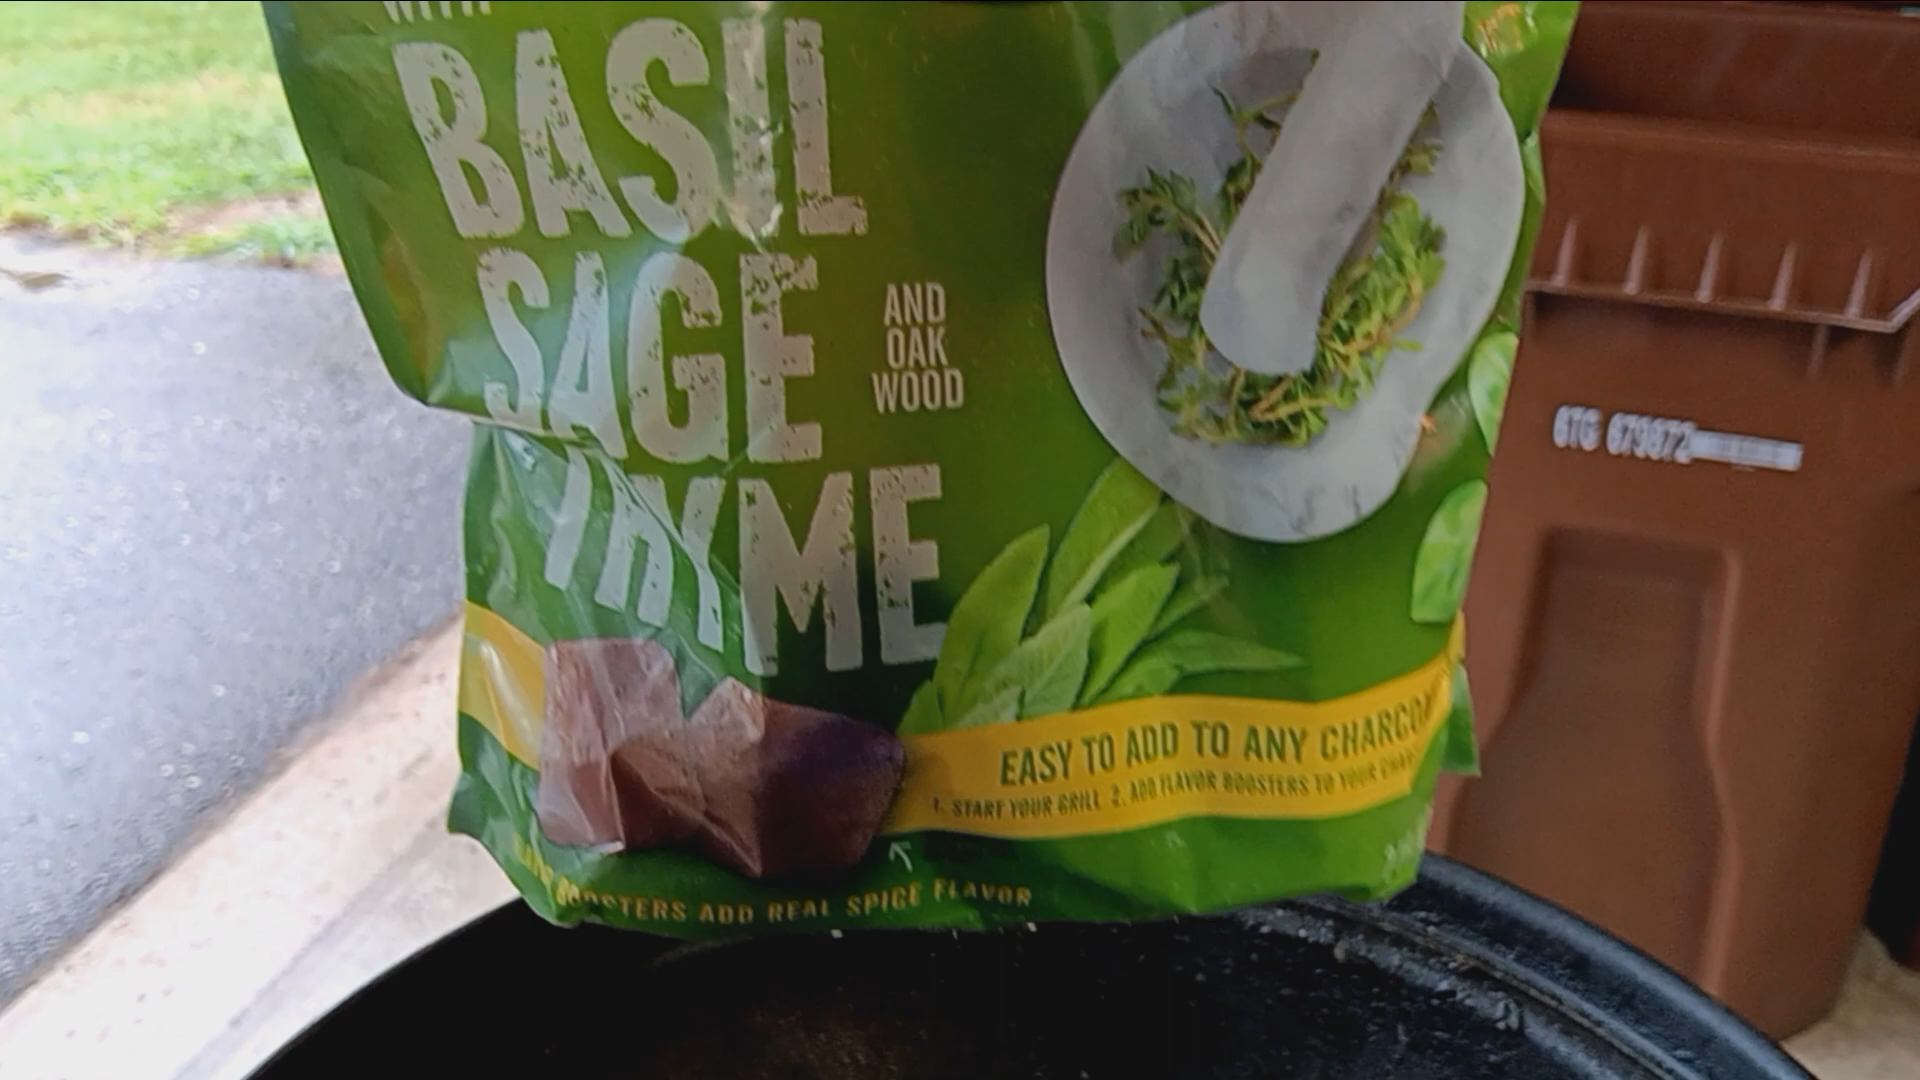 WITH
BASIL
SAGE
THYME
AND
OAK
WOOD
EASY TO ADD TO ANY
1. START YOUR GRILL 2. ADD FLAVOR BOOSTERS TO YOUR
BOOSTERS ADD REAL SPICE FLAVOR